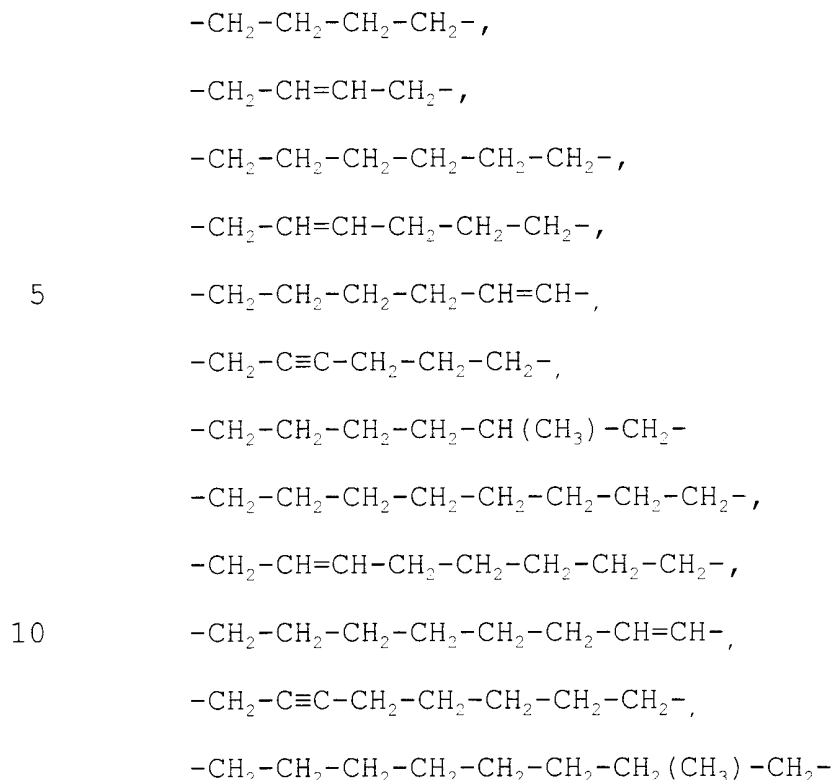 -CH₂-CH₂-CH₂-CH₂-,
-CH₂-CH=CH-CH₂-,
-CH₂-CH₂-CH₂-CH₂-CH₂-CH₂-,
-CH₂-CH=CH-CH₂-CH₂-CH₂-,
5 -CH₂-CH₂-CH₂-CH₂-CH=CH-,
-CH₂-C≡C-CH₂-CH₂-CH₂-,
-CH₂-CH₂-CH₂-CH₂-CH(CH₃)-CH₂-
-CH₂-CH₂-CH₂-CH₂-CH₂-CH₂-CH₂-CH₂-,
-CH₂-CH=CH-CH₂-CH₂-CH₂-CH₂-CH₂-,
10 -CH₂-CH₂-CH₂-CH₂-CH₂-CH₂-CH=CH-,
-CH₂-C≡C-CH₂-CH₂-CH₂-CH₂-CH₂-,
-CH₂-CH₂-CH₂-CH₂-CH₂-CH₂-CH₂(CH₃)-CH₂-